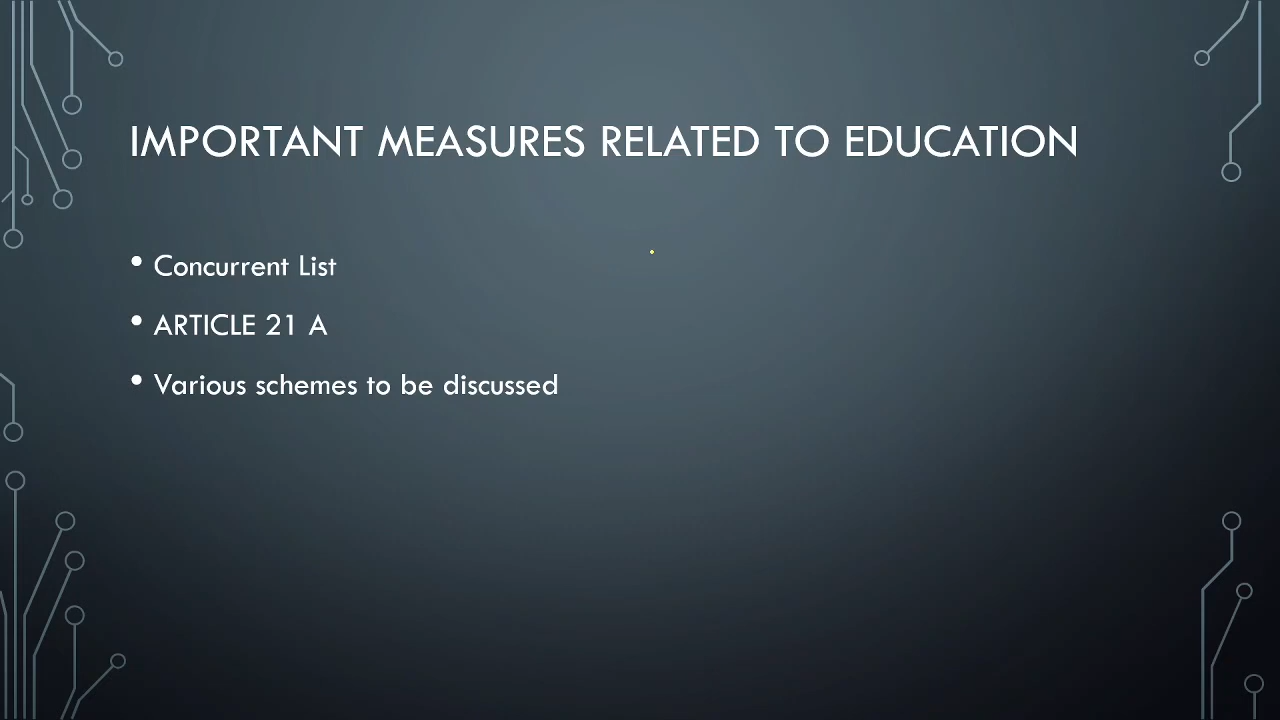 IMPORTANT MEASURES RELATED TO EDUCATION
• Concurrent List
• ARTICLE 21 A
• Various schemes to be discussed